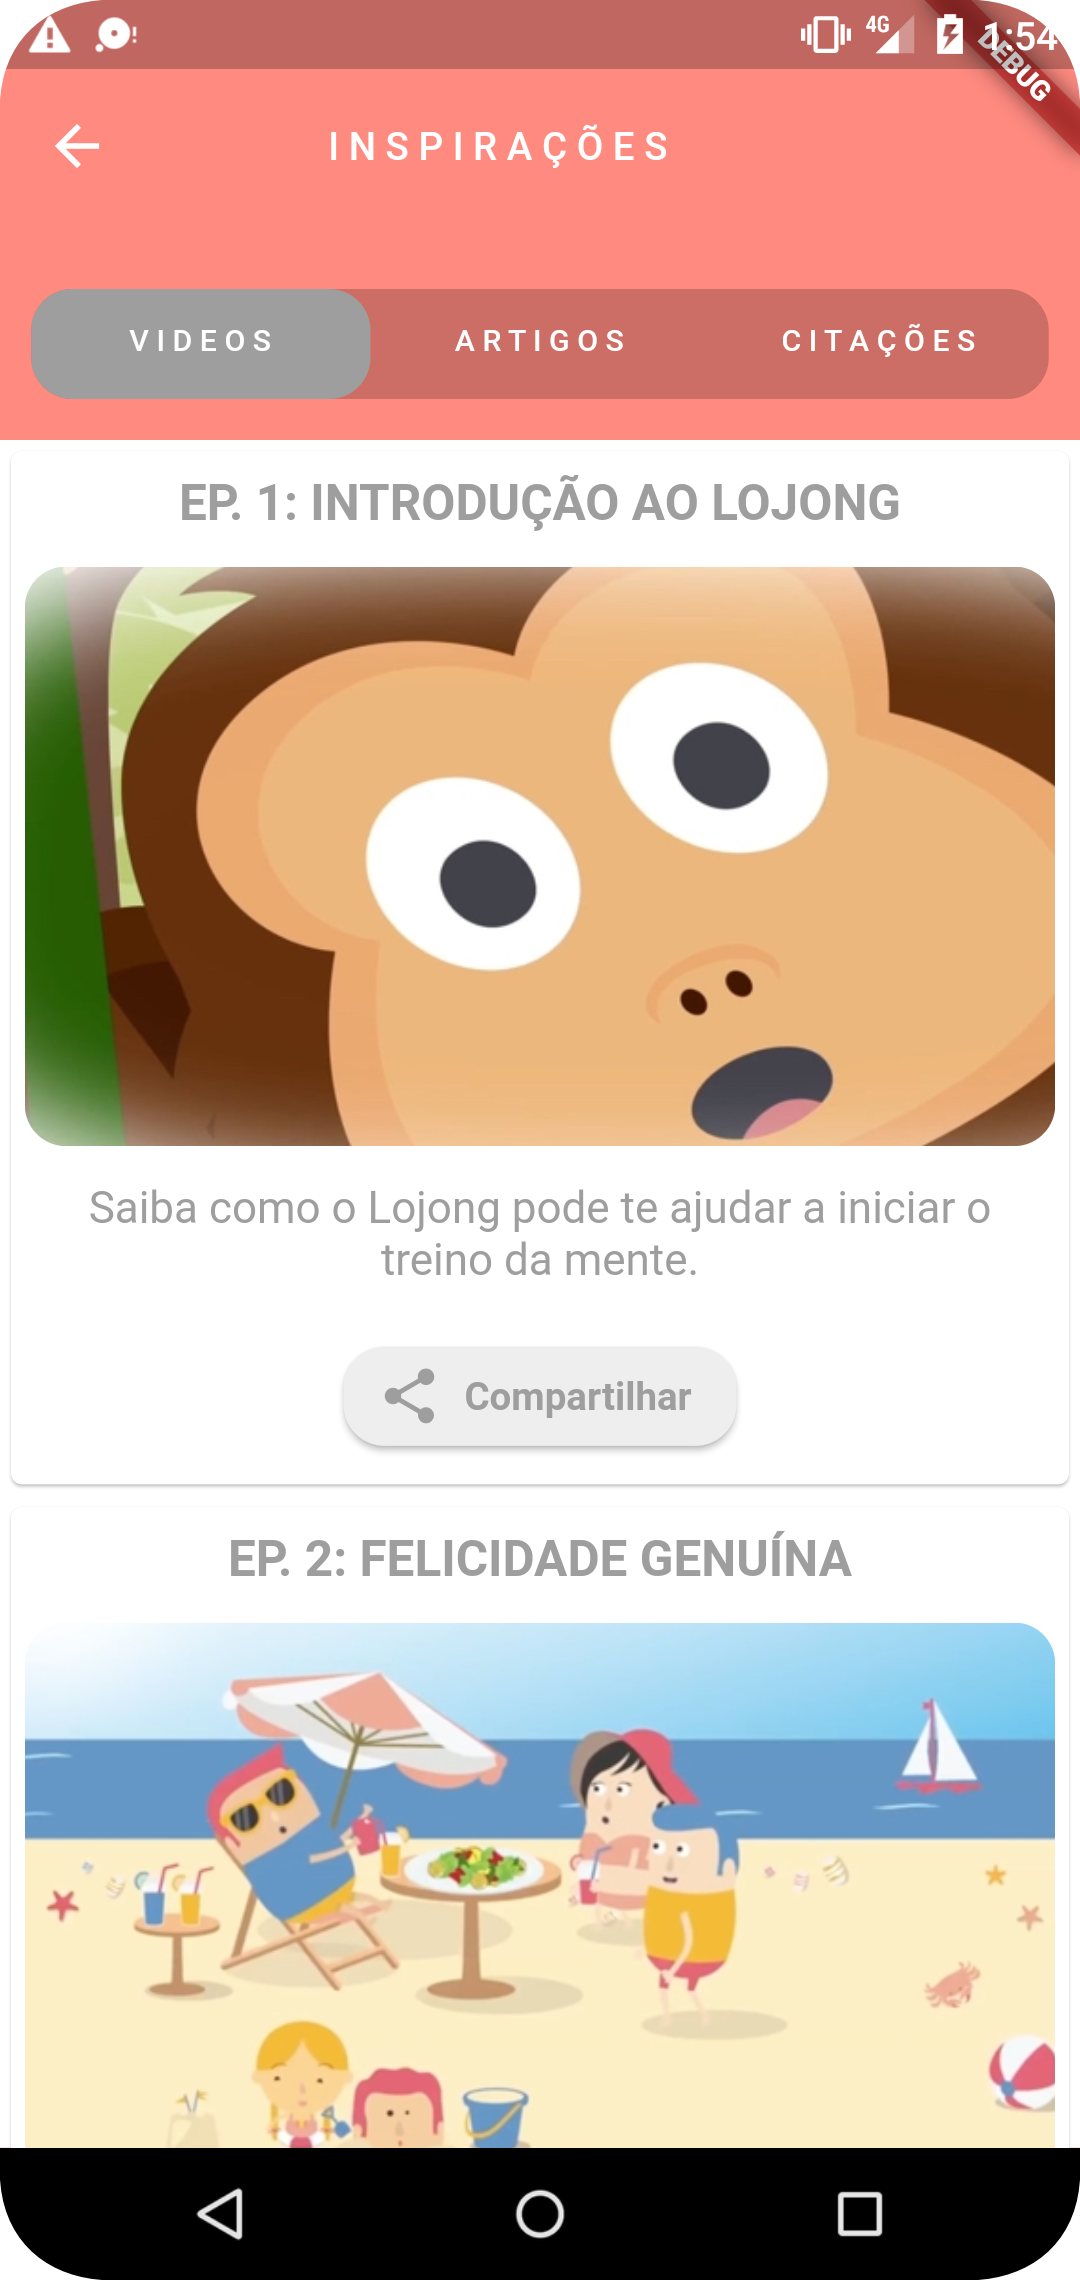 4G
1:54
DEBUG
INSPIRAÇÕES
VIDEOS
ARTIGOS
CITAÇÕES
EP. 1: INTRODUÇÃO AO LOJONG
Saiba como o Lojong pode te ajudar a iniciar o
treino da mente.
Compartilhar
EP. 2: FELICIDADE GENUÍNA